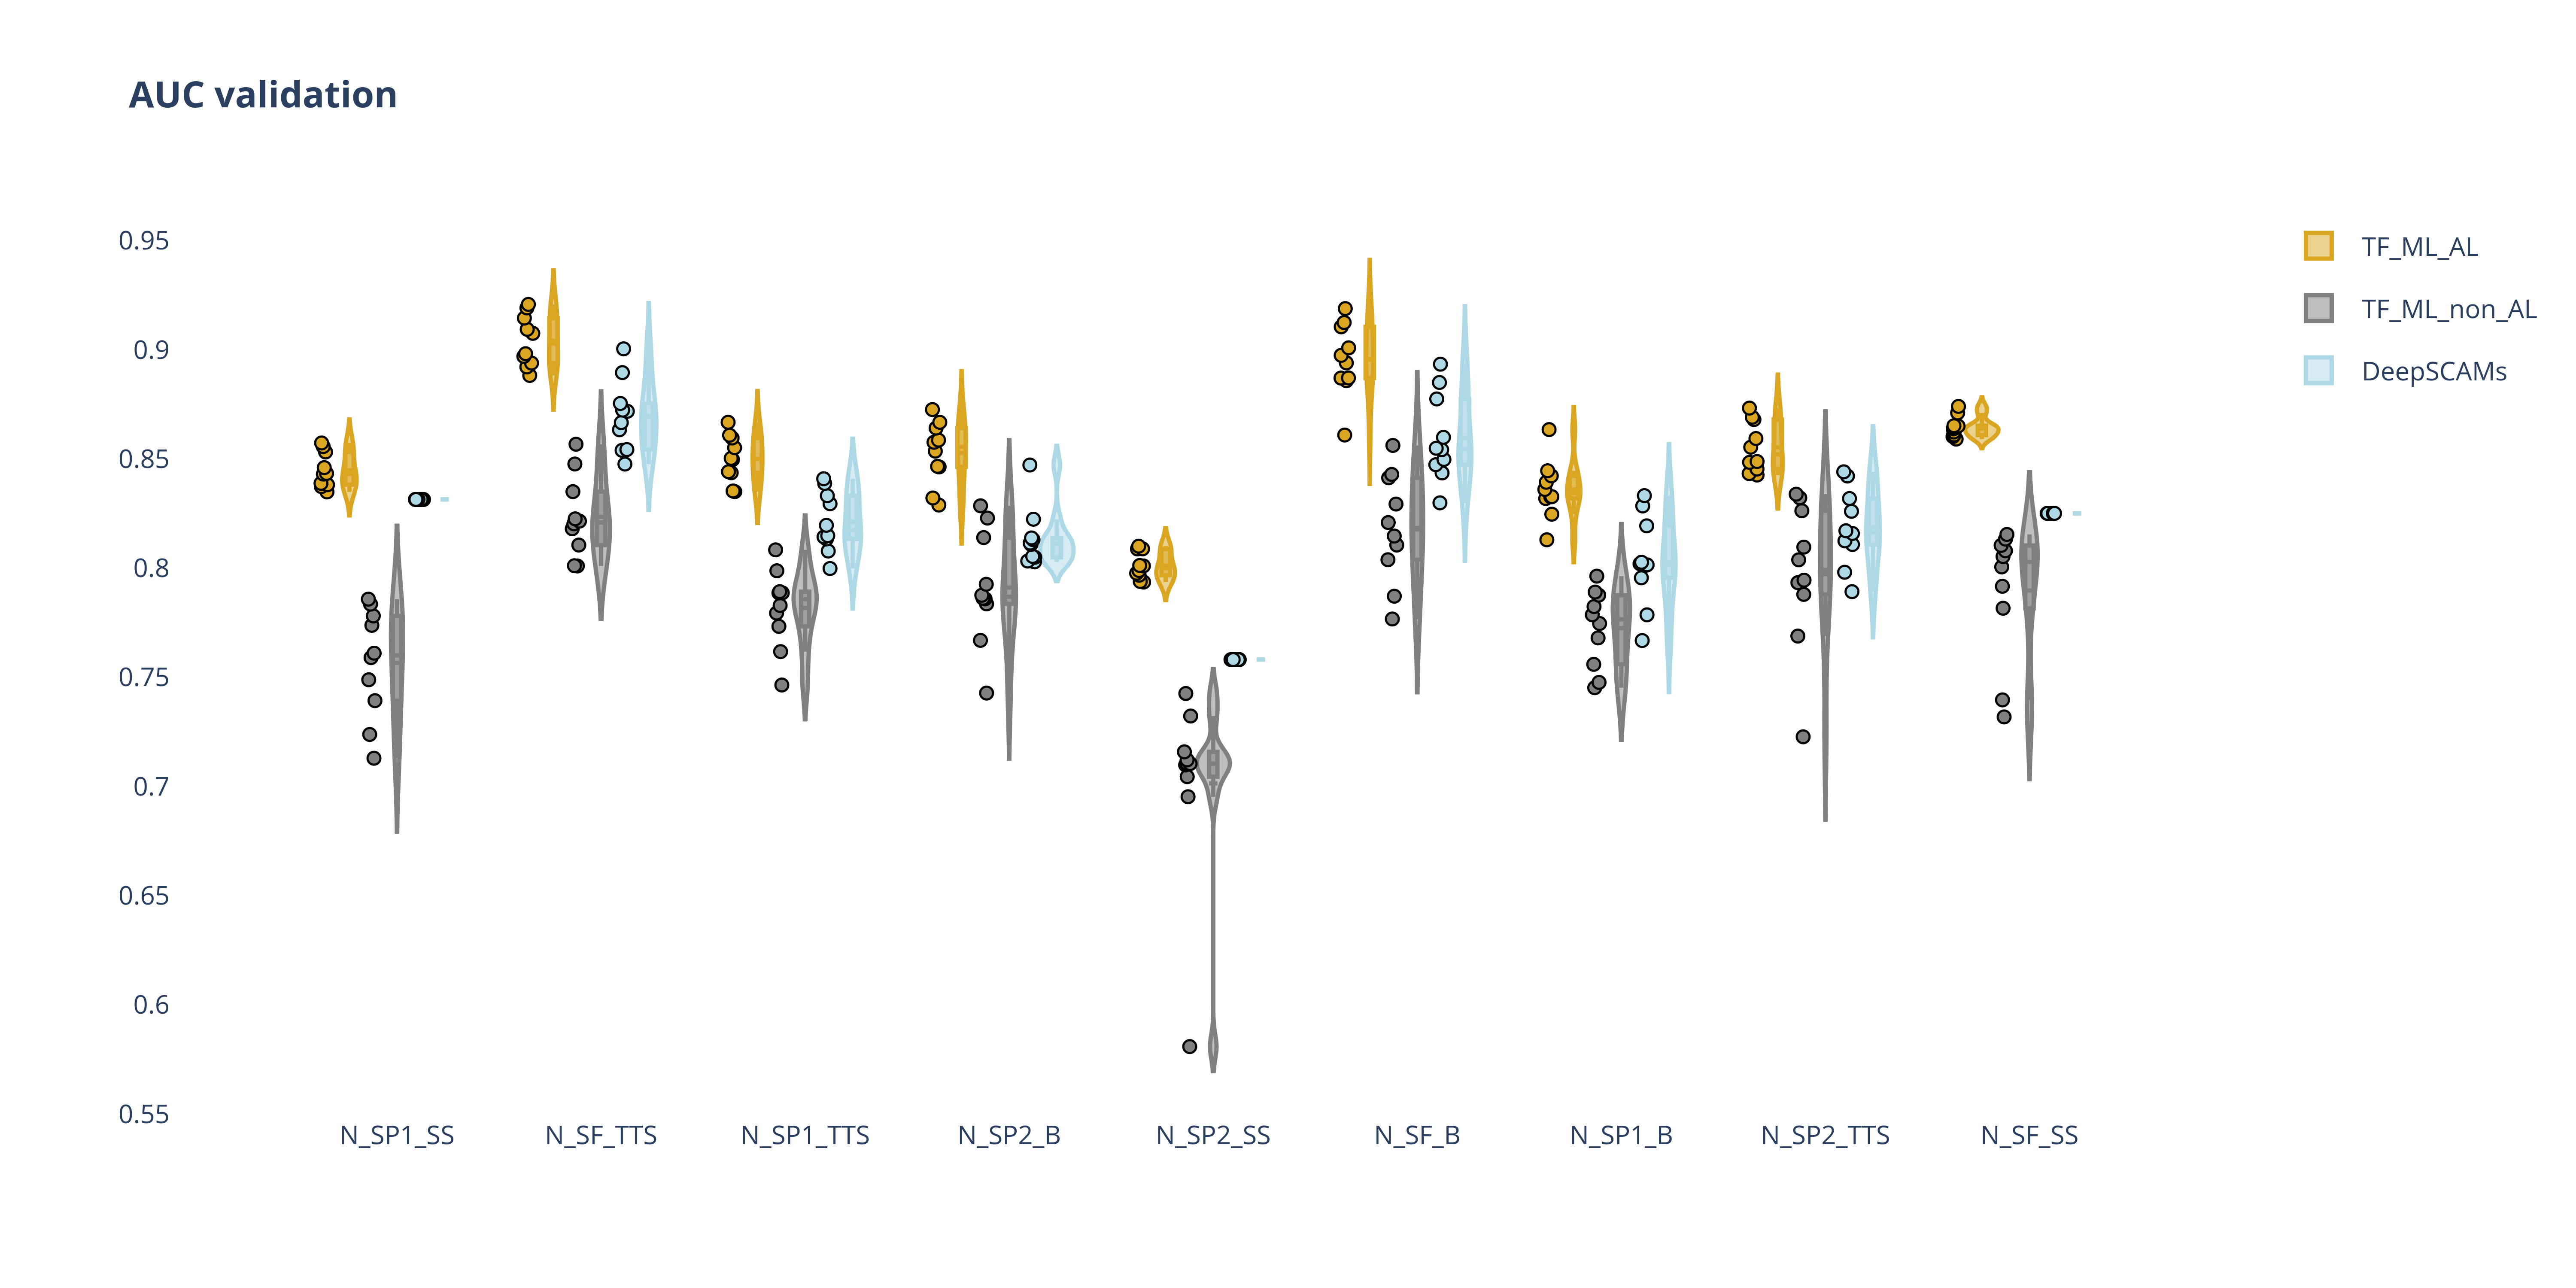 AUC validation
0.95
0.9
0.85
0.8
0.75
0.7
0.65
0.6
0.55
N_SP1_SS N_SF_TTS N_SP1_TTS N_SP2_B N_SP2_SS N_SF_B N_SP1_B N_SP2_TTS N_SF_SS
TF_ML_AL
TF_ML_non_AL
DeepSCAMs